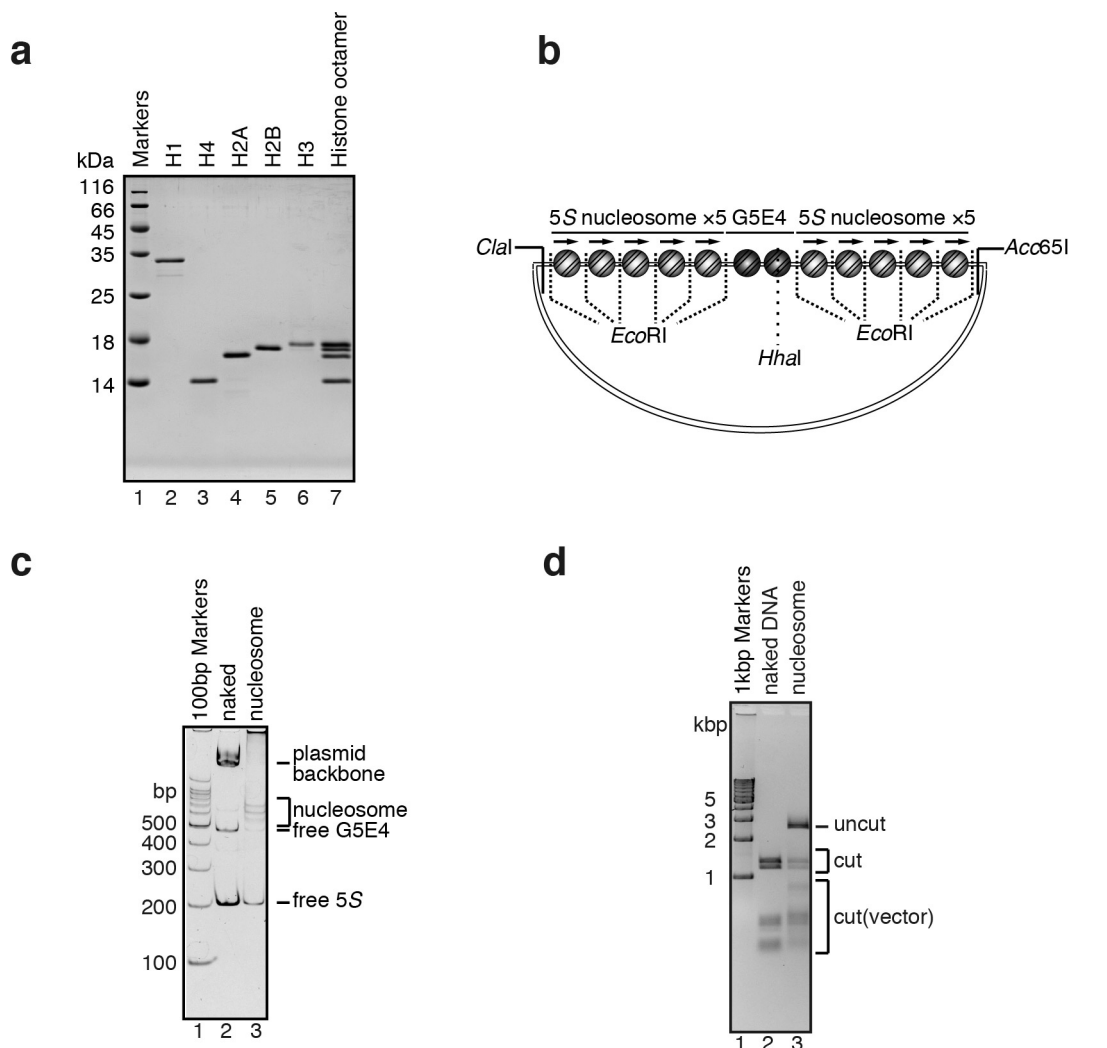 a
kDa
Markers
H1
H4
H2A
H2B
H3
Histone octamer
116
66
45
35
25
18
14
1 2 3 4 5 6 7
b
5S nucleosome ×5 G5E4 5S nucleosome ×5
ClaI
Acc65I
EcoRI
EcoRI
HhaI
c
100bp Markers
naked
nucleosome
plasmid
backbone
bp
nucleosome
500
free G5E4
400
300
200
free 5S
100
1 2 3
d
1kbp Markers
naked DNA
nucleosome
kbp
5
3
uncut
2
cut
1
cut(vector)
1 2 3